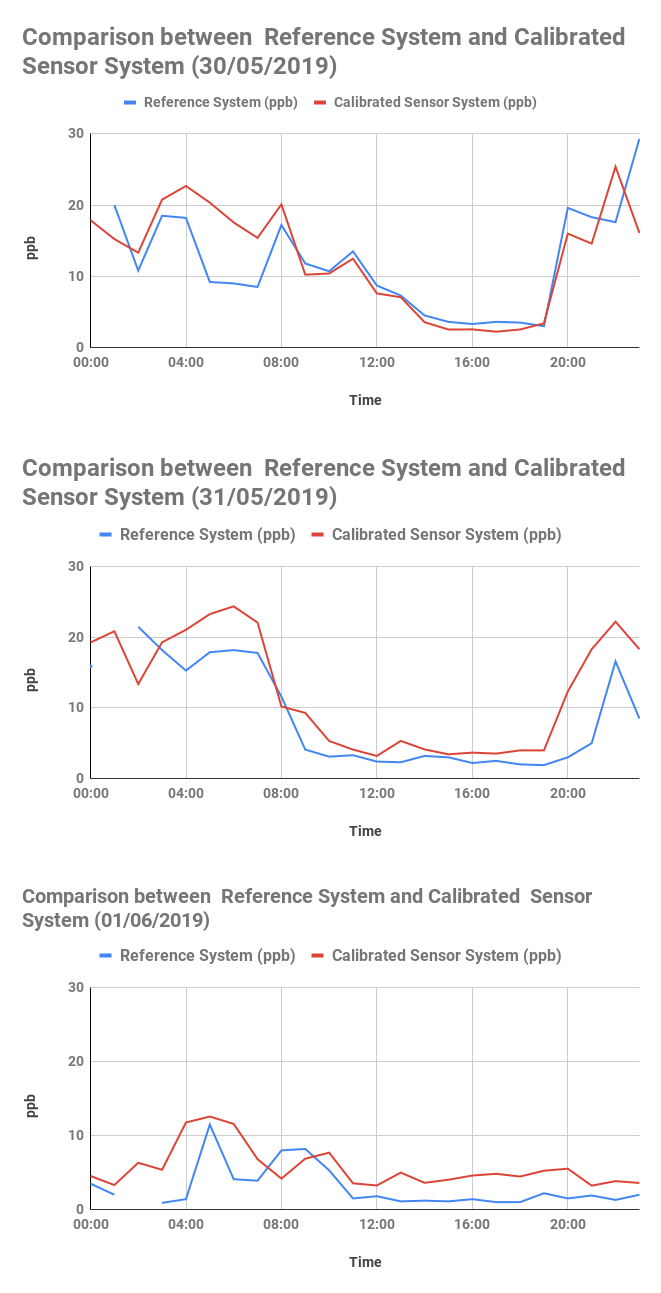 Comparison between  Reference System and Calibrated
Sensor System (30/05/2019)
Reference System (ppb) Calibrated Sensor System (ppb)
30
20
10
0
ppb
00:00 04:00 08:00 12:00 16:00 20:00
Time
Comparison between  Reference System and Calibrated
Sensor System (31/05/2019)
Reference System (ppb) Calibrated Sensor System (ppb)
30
20
10
0
ppb
00:00 04:00 08:00 12:00 16:00 20:00
Time
Comparison between  Reference System and Calibrated  Sensor
System (01/06/2019)
Reference System (ppb) Calibrated Sensor System (ppb)
30
20
10
0
ppb
00:00 04:00 08:00 12:00 16:00 20:00
Time